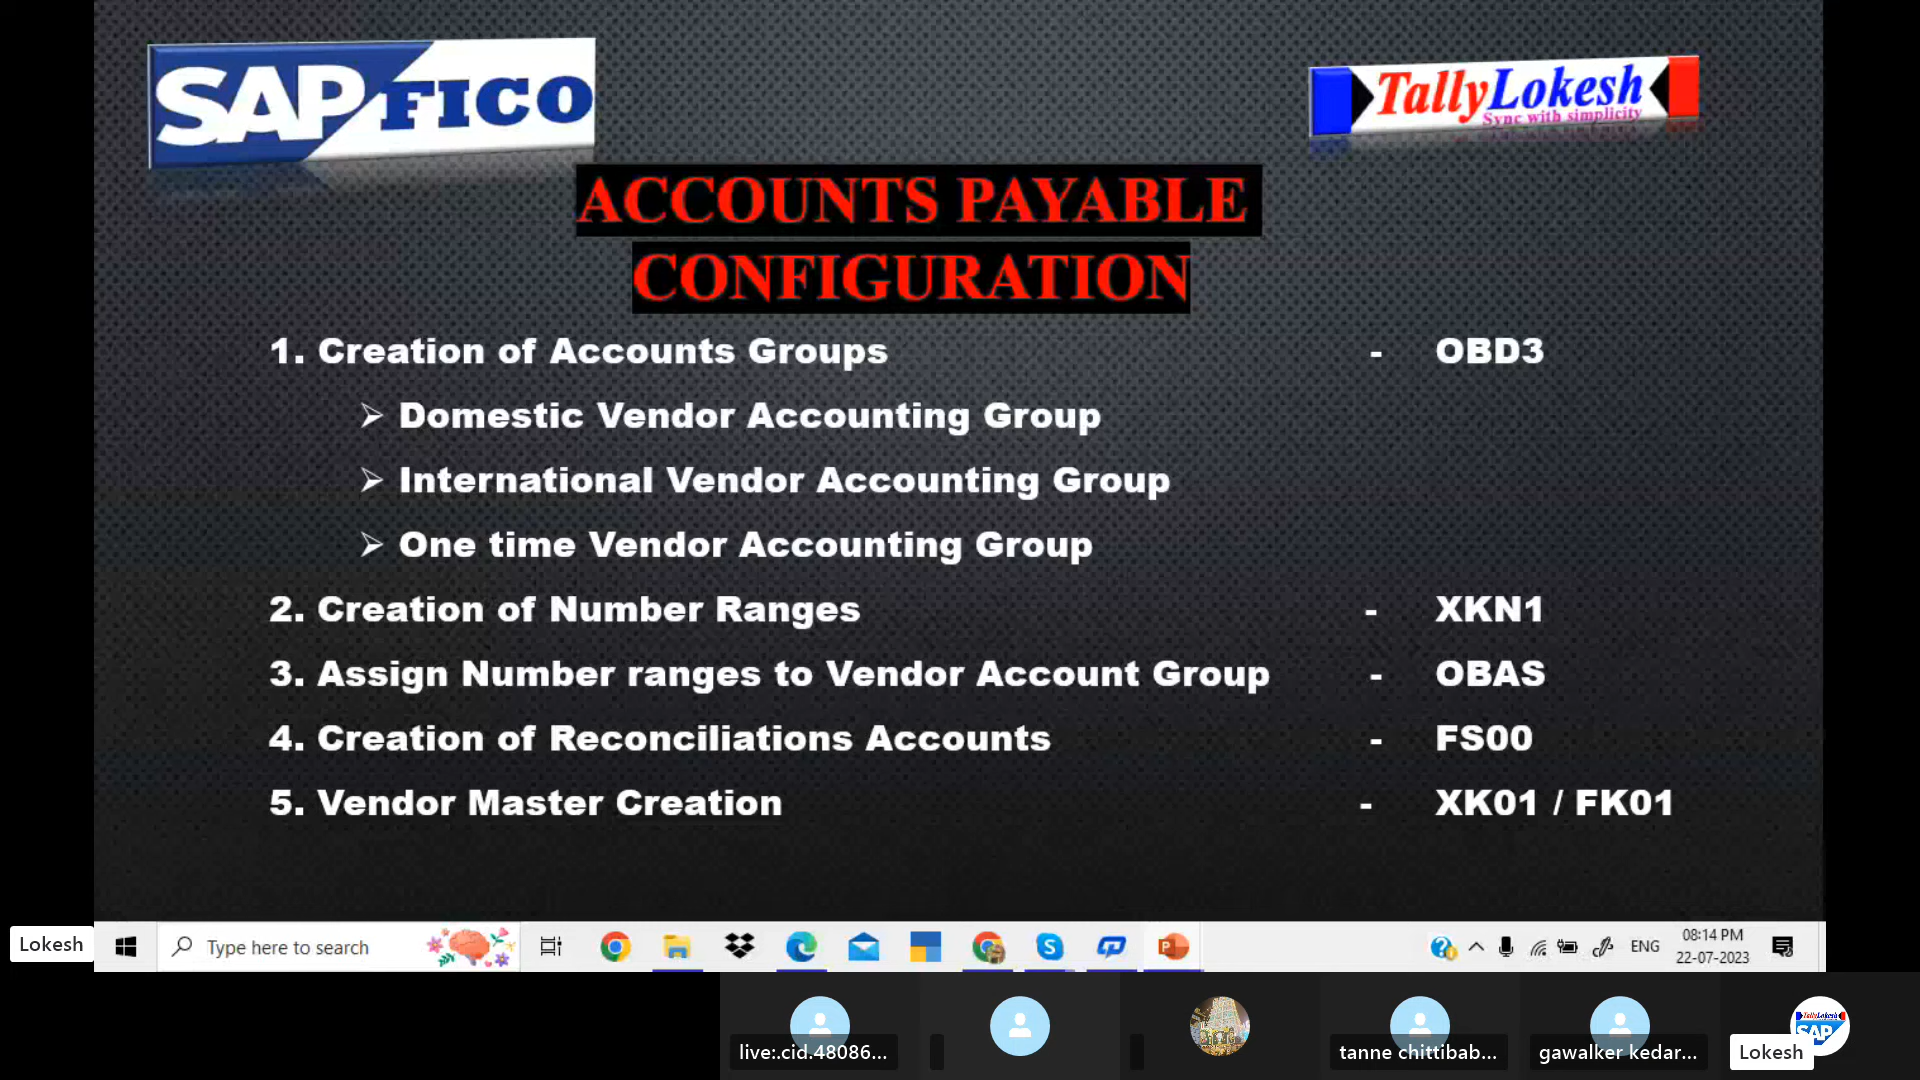 SAP FICO
TallyLokesh
Sync with simplicity
ACCOUNTS PAYABLE
CONFIGURATION
1. Creation of Accounts Groups - OBD3
➢ Domestic Vendor Accounting Group
➢ International Vendor Accounting Group
➢ One time Vendor Accounting Group
2. Creation of Number Ranges - XKN1
3. Assign Number ranges to Vendor Account Group - OBAS
4. Creation of Reconciliations Accounts - FS00
5. Vendor Master Creation - XK01 / FK01
Lokesh
Type here to search
ENG
08:14 PM
22-07-2023
live:.cid.48086...
tanne chittibab...
gawalker kedar...
Lokesh
TallyLokesh
SAP